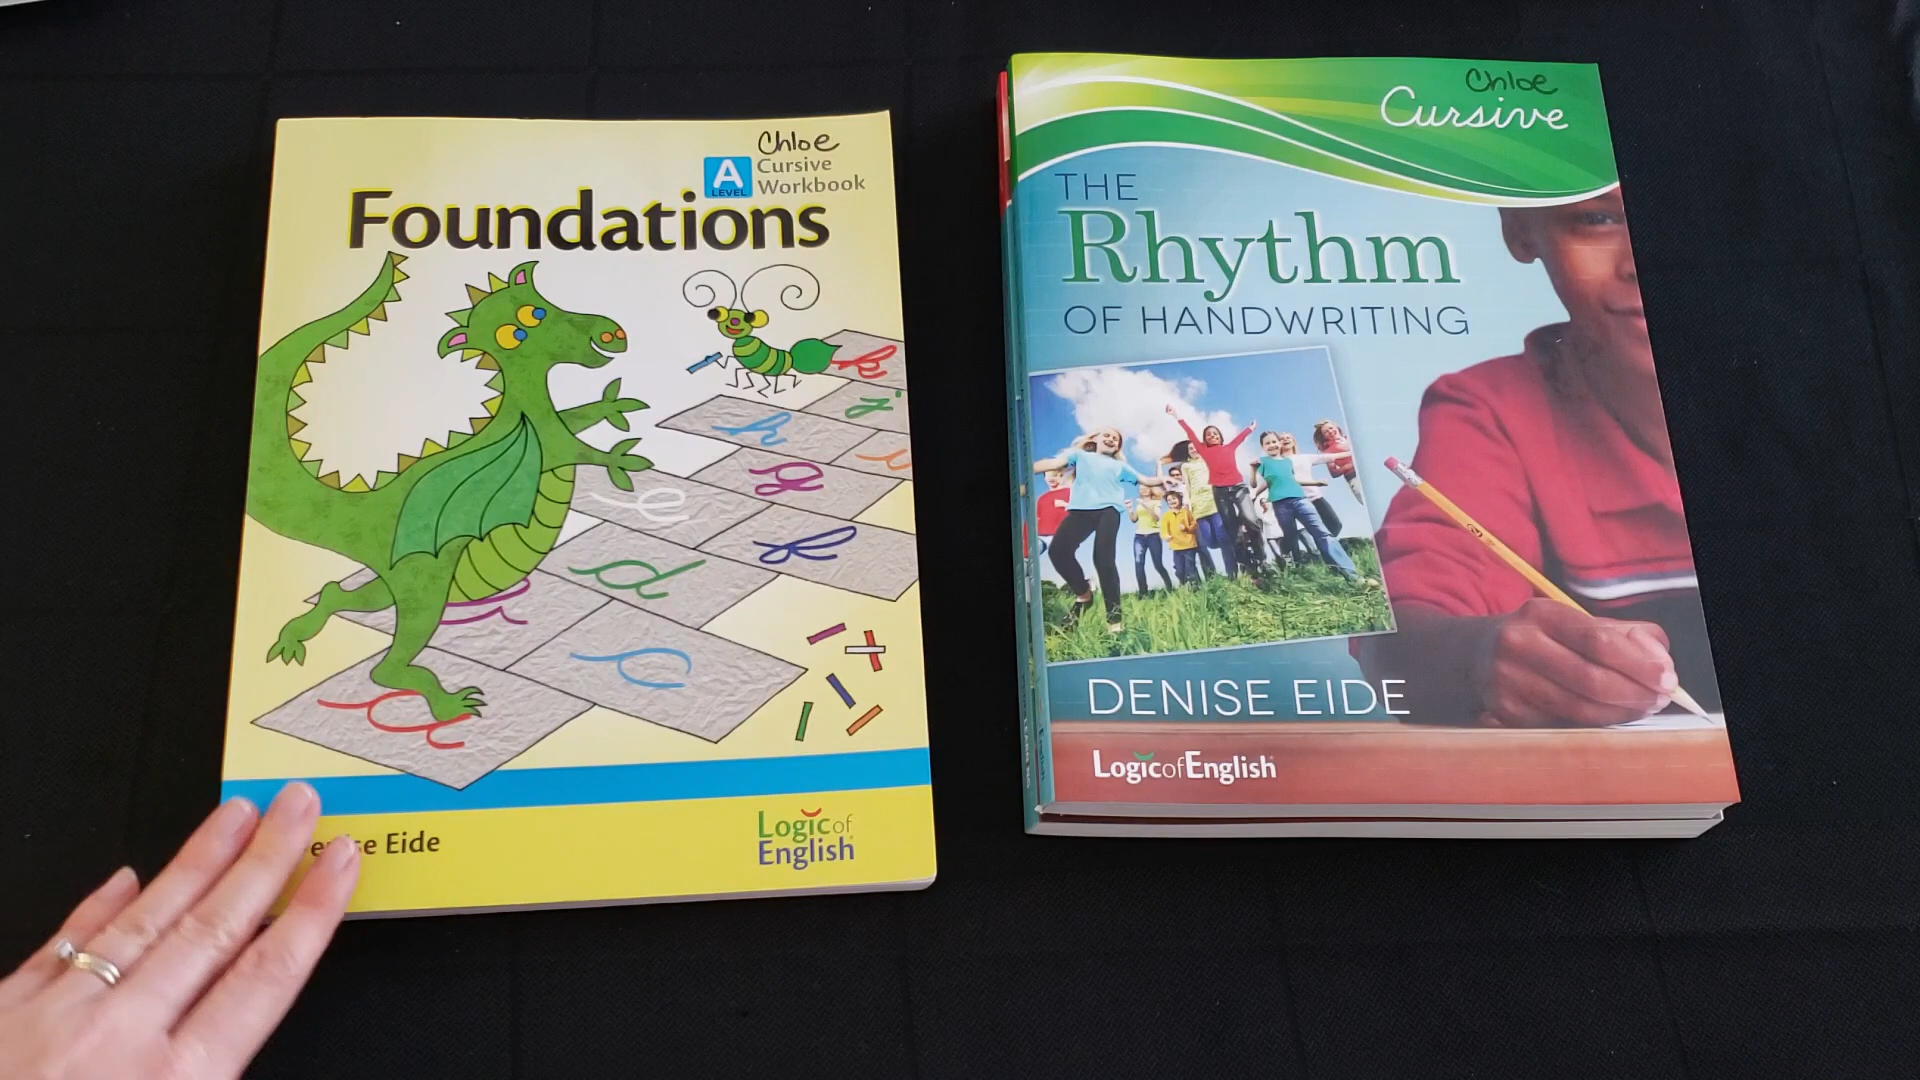 Chloe
A
LEVEL
Cursive
Workbook
Foundations
k
j
h
i
g
e
f
d
b
c
a
Eide
Logic of
English
Chloe
Cursive
THE
Rhythm
OF HANDWRITING
DENISE EIDE
Logic of English